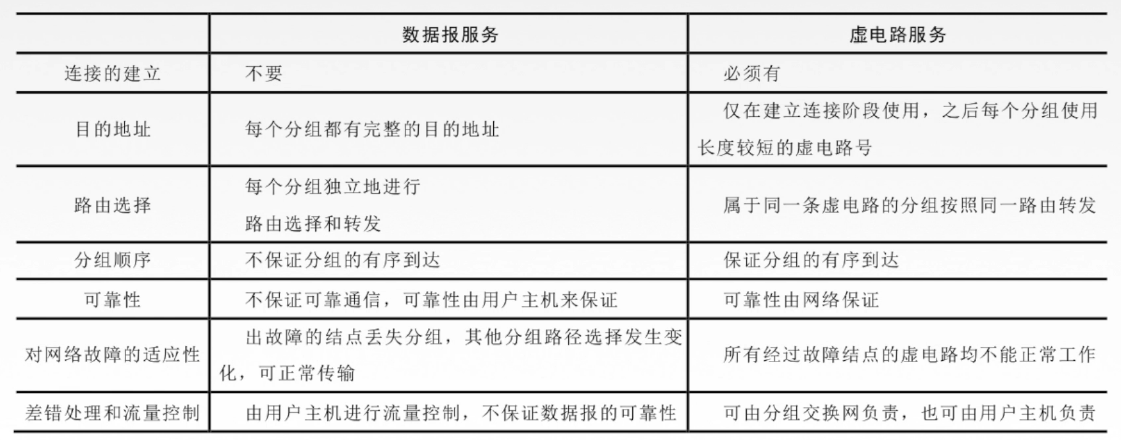 数据报服务
虚电路服务
连接的建立
不要
必须有
目的地址
每个分组都有完整的目的地址
仅在建立连接阶段使用，之后每个分组使用
长度较短的虚电路号
路由选择
每个分组独立地进行
路由选择和转发
属于同一条虚电路的分组按照同一路由转发
分组顺序
不保证分组的有序到达
保证分组的有序到达
可靠性
不保证可靠通信，可靠性由用户主机来保证
可靠性由网络保证
对网络故障的适应性
出故障的结点丢失分组，其他分组路径选择发生变
化，可正常传输
所有经过故障结点的虚电路均不能正常工作
差错处理和流量控制
由用户主机进行流量控制，不保证数据报的可靠性
可由分组交换网负责，也可由用户主机负责